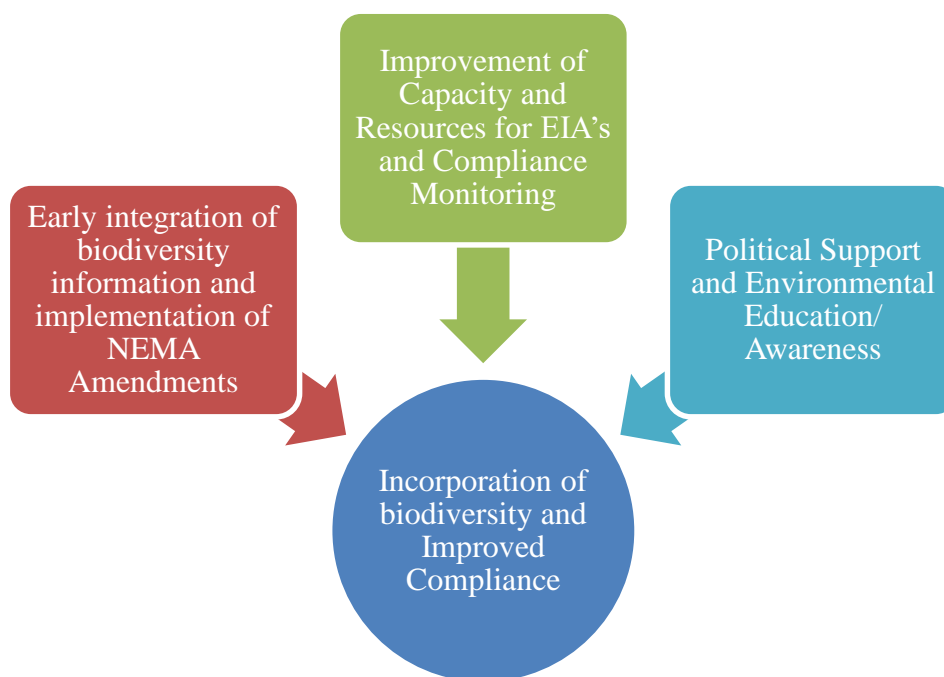 Improvement of
Capacity and
Resources for EIA’s
and Compliance
Monitoring
Early integration of
biodiversity
information and
implementation of
NEMA
Amendments
Political Support
and Environmental
Education/
Awareness
Incorporation of
biodiversity and
Improved
Compliance